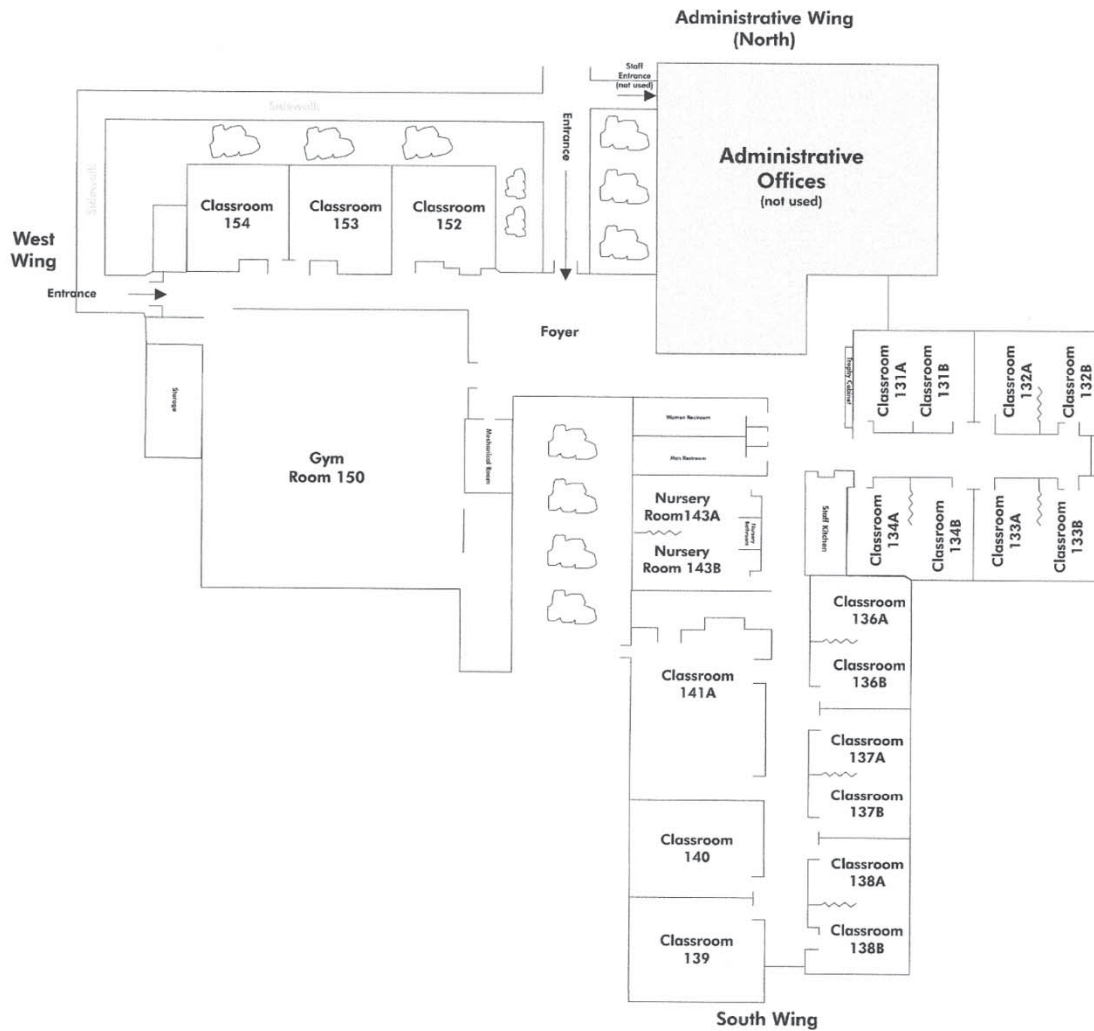 Administrative Wing
(North)
Staff
Entrance
(not used)
Sidewalk
Sidewalk
Entrance
Administrative
Offices
(not used)
Classroom
154
Classroom
153
Classroom
152
West
Wing
Entrance
Foyer
Storage
Gym
Room 150
Mechanical Room
Women Restroom
Men Restroom
Nursery
Room143A
Nursery
Room 143B
Nursery
Restroom
Trophy Cabinet
Classroom
131A
Classroom
131B
Classroom
132A
Classroom
132B
Staff Kitchen
Classroom
134A
Classroom
134B
Classroom
133A
Classroom
133B
Classroom
136A
Classroom
136B
Classroom
141A
Classroom
137A
Classroom
137B
Classroom
140
Classroom
138A
Classroom
138B
Classroom
139
South Wing